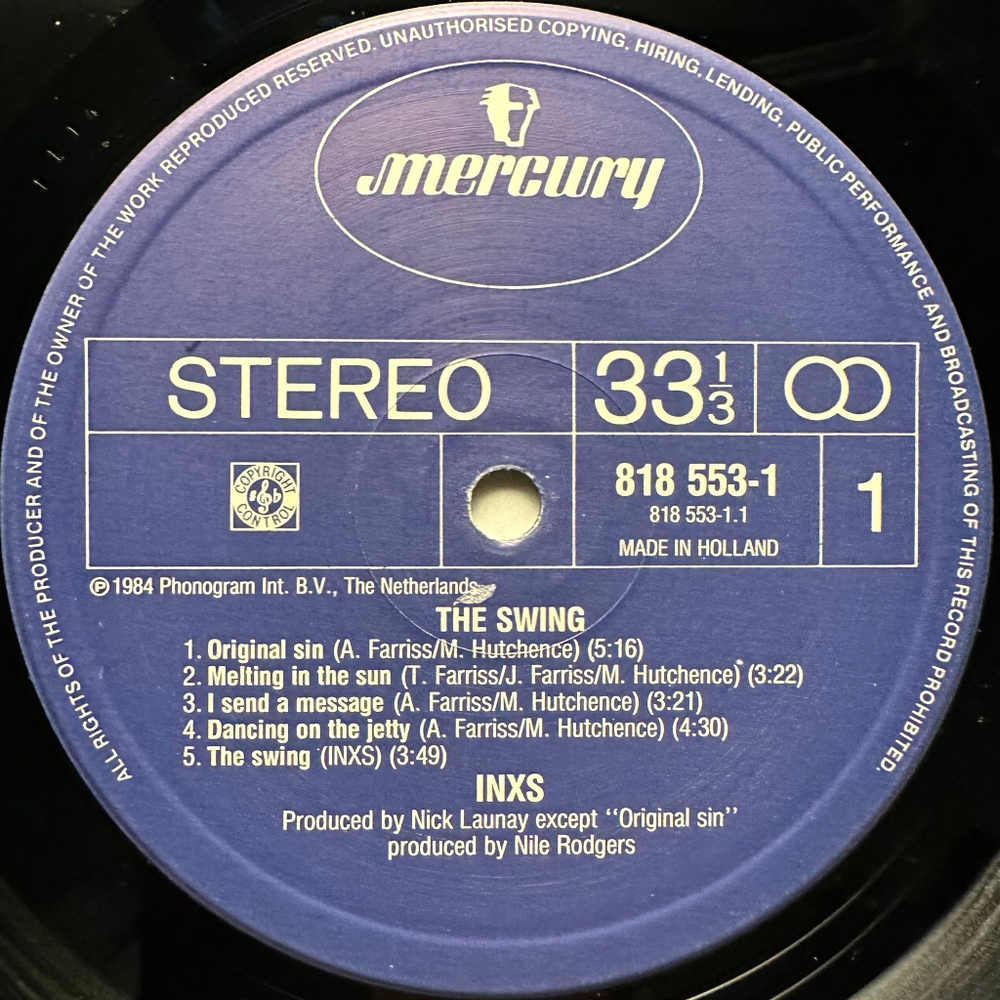 ALL RIGHTS OF THE PRODUCER AND OF THE OWNER OF THE WORK REPRODUCED RESERVED. UNAUTHORISED COPYING, HIRING, LENDING, PUBLIC PERFORMANCE AND BROADCASTING OF THIS RECORD PROHIBITED.
mercury
STEREO
33 1/3
COPYRIGHT
CONTROL
818 553-1
818 553-1.1
MADE IN HOLLAND
1
℗ 1984 Phonogram Int. B.V., The Netherlands
THE SWING
1. Original sin (A. Farriss/M. Hutchence) (5:16)
2. Melting in the sun (T. Farriss/J. Farriss/M. Hutchence) (3:22)
3. I send a message (A. Farriss/M. Hutchence) (3:21)
4. Dancing on the jetty (A. Farriss/M. Hutchence) (4:30)
5. The swing (INXS) (3:49)
INXS
Produced by Nick Launay except ‘‘Original sin’’
produced by Nile Rodgers